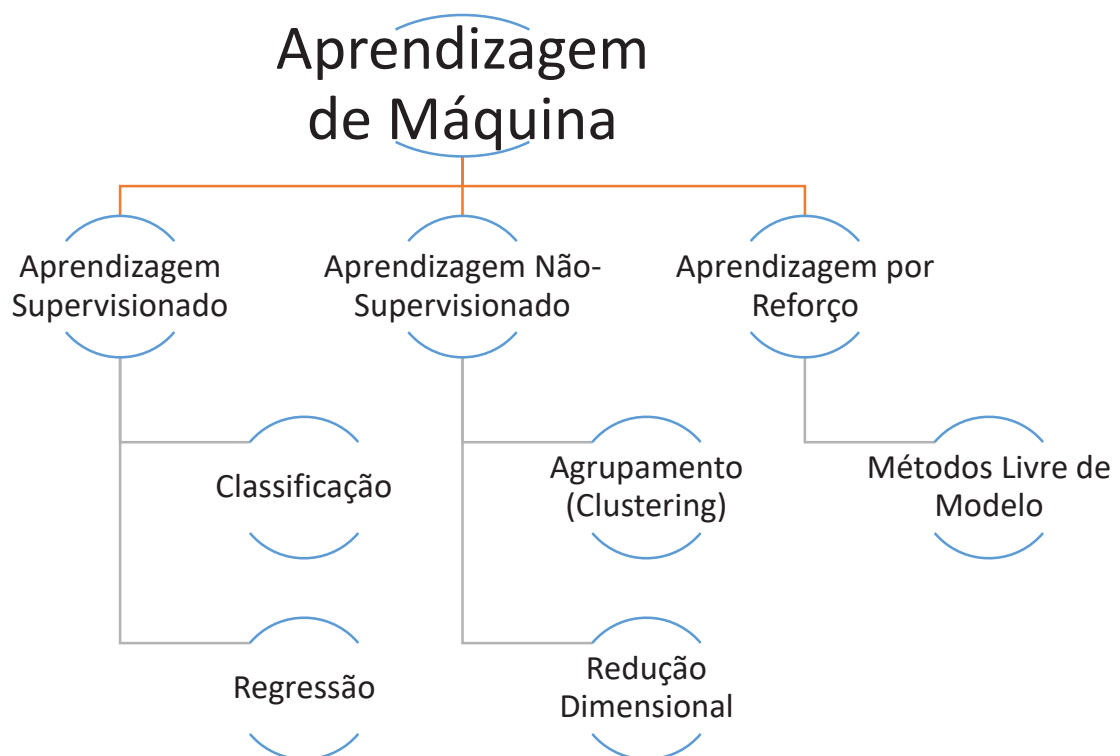 Aprendizagem
de Máquina
Aprendizagem
Supervisionado
Aprendizagem Não-
Supervisionado
Aprendizagem por
Reforço
Classificação
Agrupamento
(Clustering)
Métodos Livre de
Modelo
Regressão
Redução
Dimensional